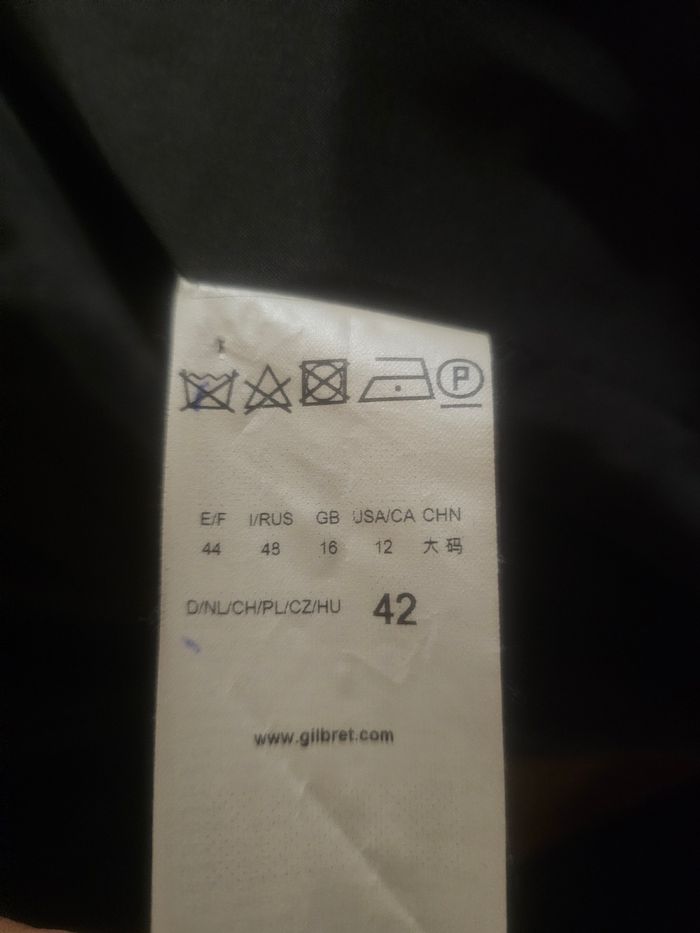 P
E/F I/RUS GB USA/CA CHN
44 48 16 12 大码
D/NL/CH/PL/CZ/HU 42
www.gilbret.com